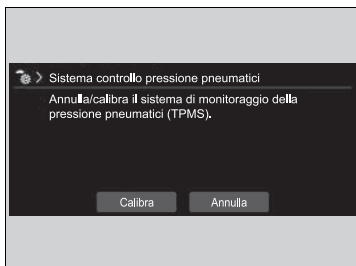 Sistema controllo pressione pneumatici
Annulla/calibra il sistema di monitoraggio della
pressione pneumatici (TPMS).
Calibra Annulla